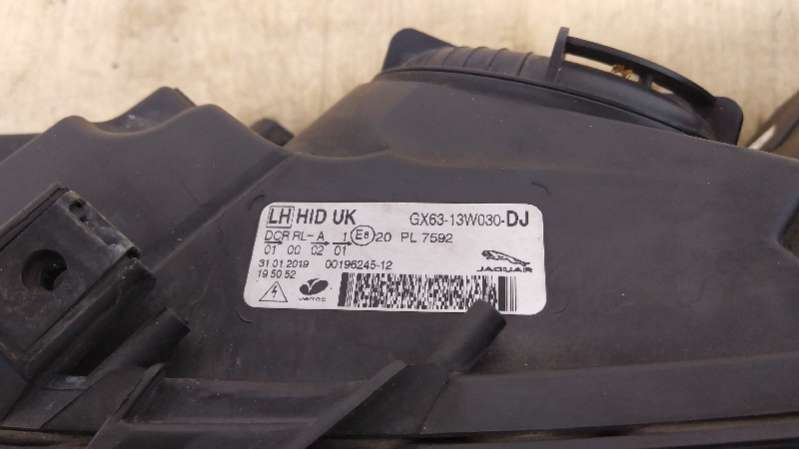 LH HID UK GX63-13W030-DJ
DCR RL-A 1 E8 20 PL 7592
01 00 02 01
31.01.2019 00196245-12
19:50:52 JAGUAR
varroc